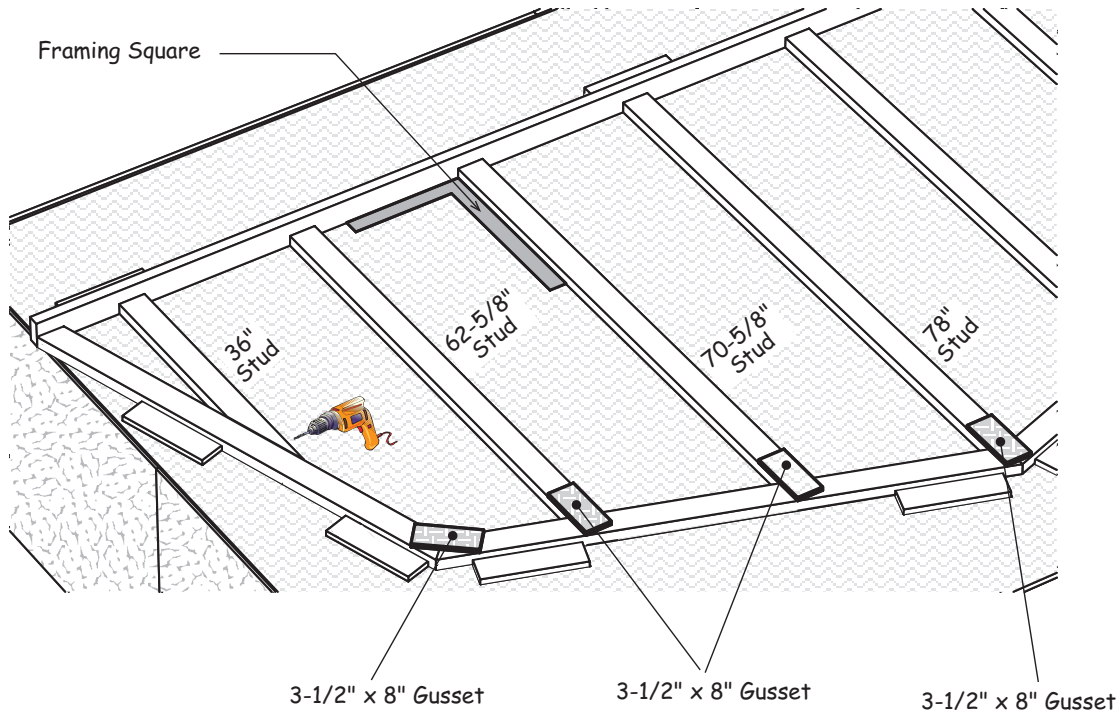 Framing Square
36"
Stud
62-5/8"
Stud
70-5/8"
Stud
78"
Stud
3-1/2" x 8" Gusset
3-1/2" x 8" Gusset
3-1/2" x 8" Gusset